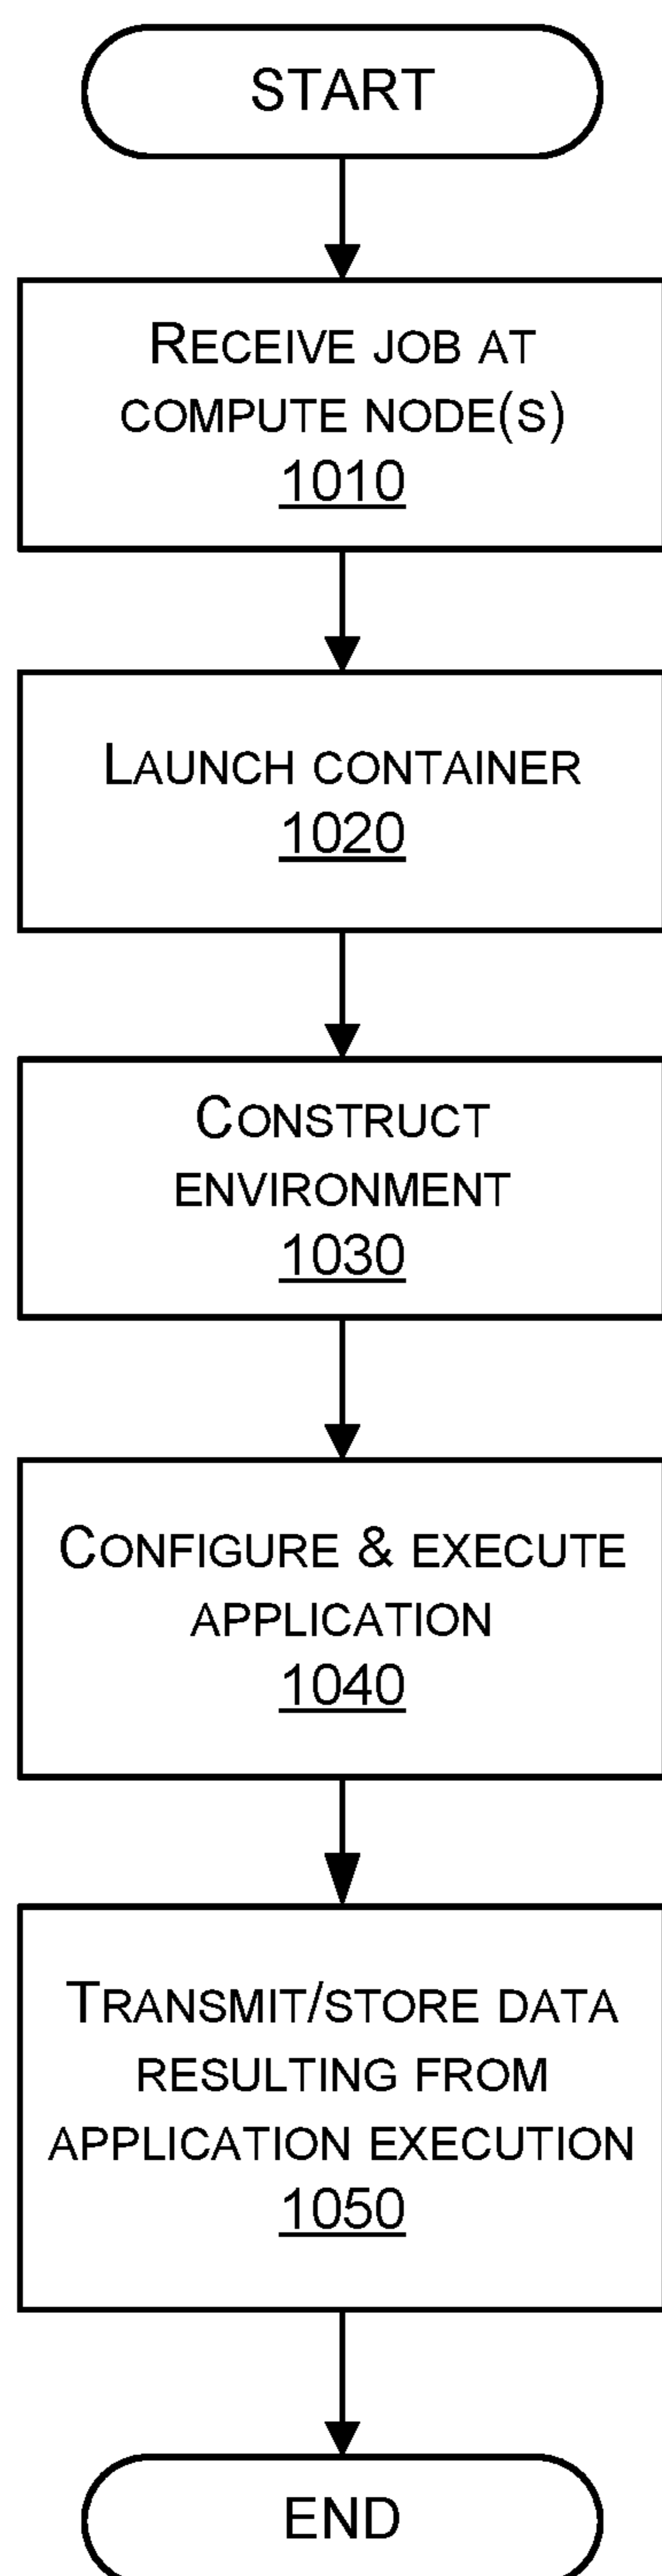 START
RECEIVE JOB AT
COMPUTE NODE(S)
1010
LAUNCH CONTAINER
1020
CONSTRUCT
ENVIRONMENT
1030
CONFIGURE & EXECUTE
APPLICATION
1040
TRANSMIT/STORE DATA
RESULTING FROM
APPLICATION EXECUTION
1050
END